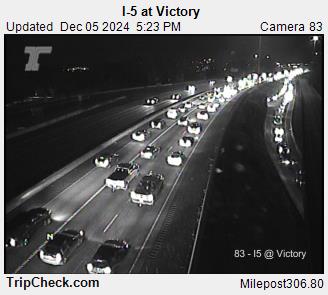 I-5 at Victory
Updated Dec 05 2024 5:23 PM Camera 83
T
N
83 - I5 @ Victory
TripCheck.com Milepost306.80